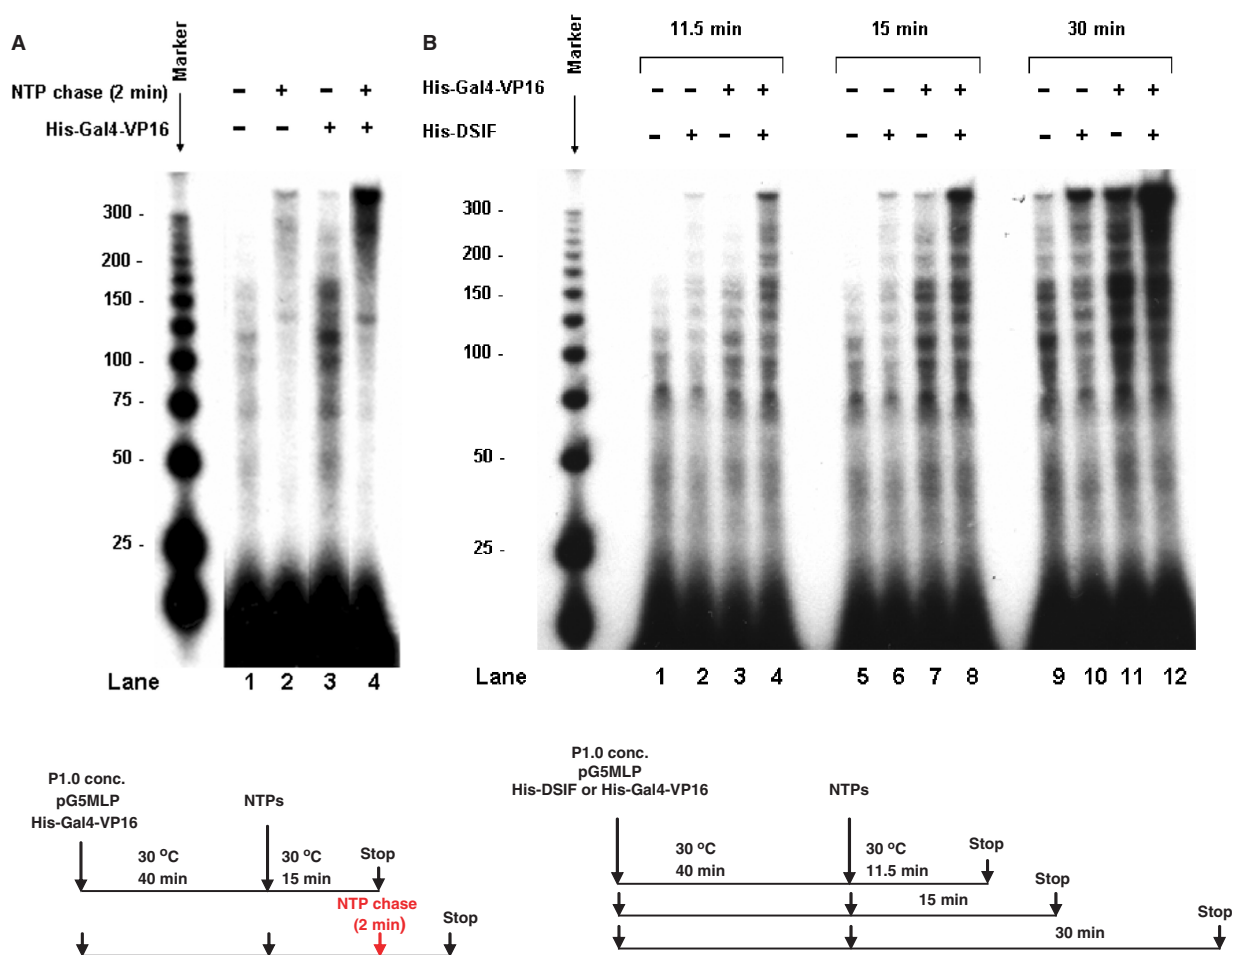 A
Marker
NTP chase (2 min) - + - +
His-Gal4-VP16 - - + +
300 -
200 -
150 -
100 -
75 -
50 -
25 -
Lane 1 2 3 4
B
Marker
11.5 min 15 min 30 min
His-Gal4-VP16 - - + + - - + + - - + +
His-DSIF - + - + - + - + - + - +
300 -
200 -
150 -
100 -
50 -
25 -
Lane 1 2 3 4 5 6 7 8 9 10 11 12
P1.0 conc.
pG5MLP
His-Gal4-VP16
NTPs
30 °C
40 min
30 °C
15 min
Stop
NTP chase
(2 min)
Stop
P1.0 conc.
pG5MLP
His-DSIF or His-Gal4-VP16
NTPs
30 °C
40 min
30 °C
11.5 min
Stop
15 min
Stop
30 min
Stop